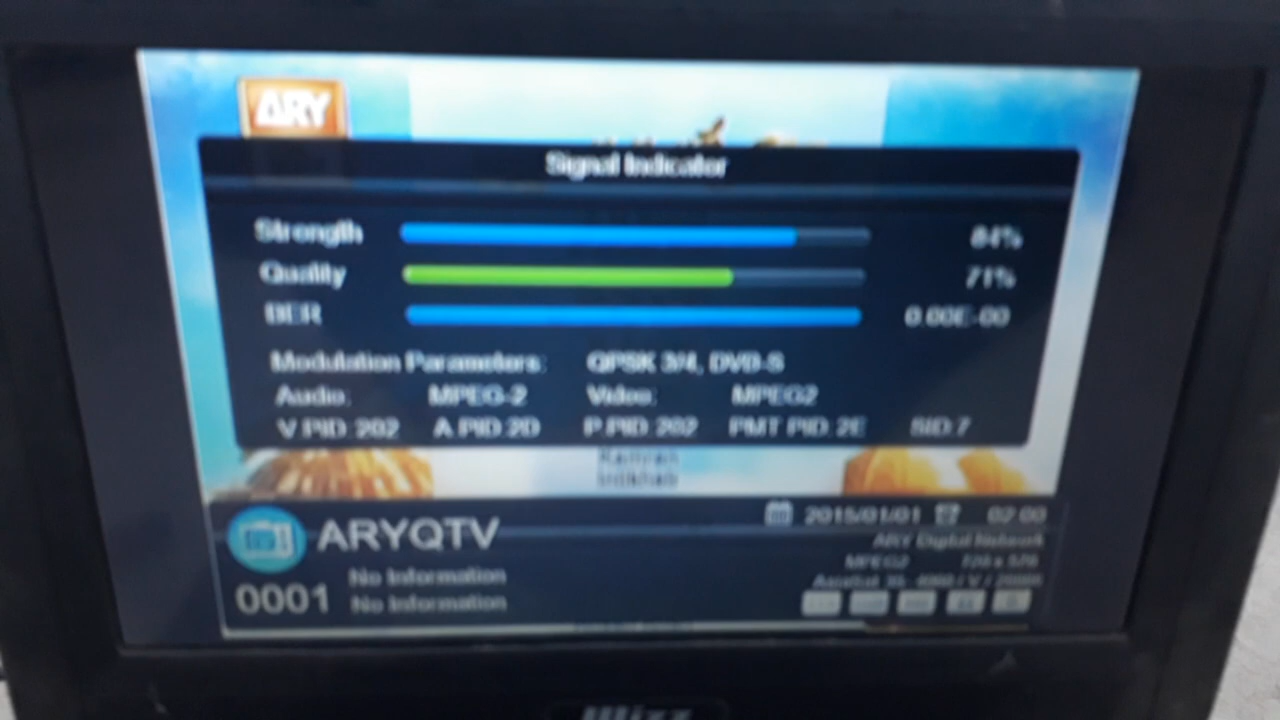 ARY
Signal Indicator
Strength 84%
Quality 71%
BER 0.00E-00
Modulation Parameters: QPSK 3/4, DVB-S
Audio: MPEG-2 Video: MPEG2
V.PID:202 A.PID:2D P.PID:202 PMT PID:2E SID:7
ARYQTV
2015/01/01 02:00
ARY Digital Network
No Information
MPEG2 720 x 576
0001 No Information